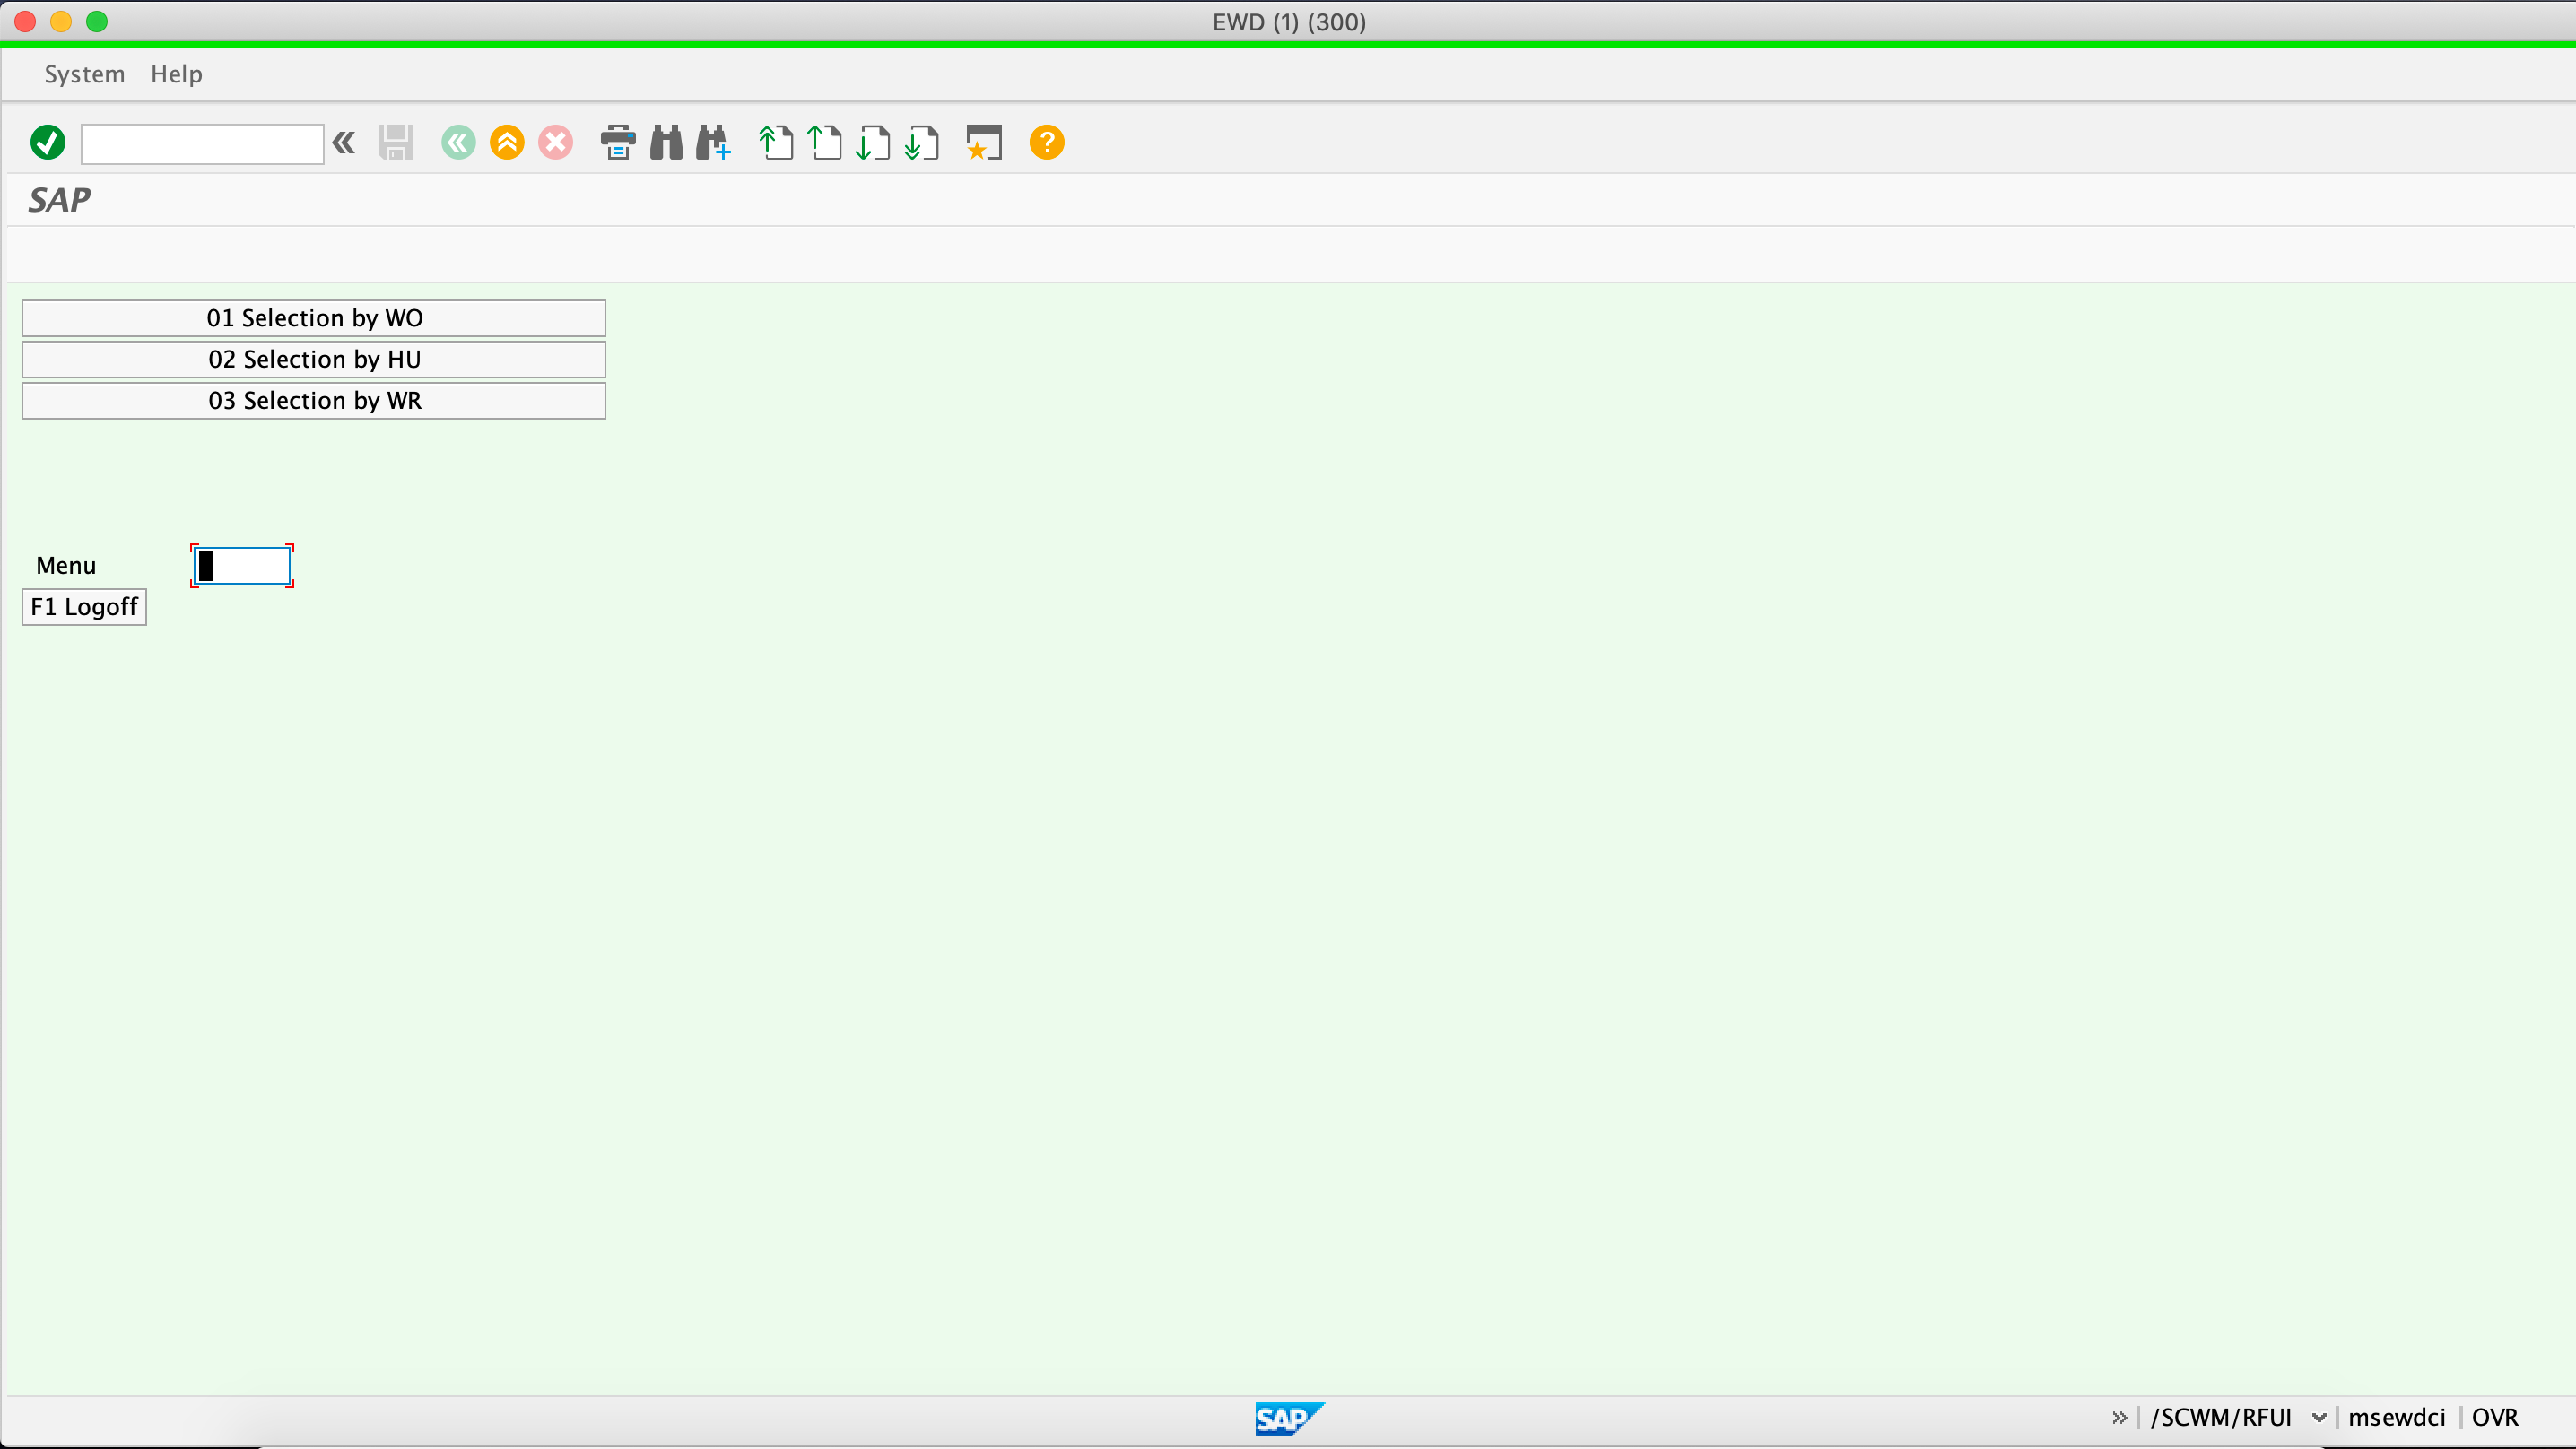 EWD (1) (300)
System Help
SAP
01 Selection by WO
02 Selection by HU
03 Selection by WR
Menu
F1 Logoff
SAP
/SCWM/RFUI msewdci OVR